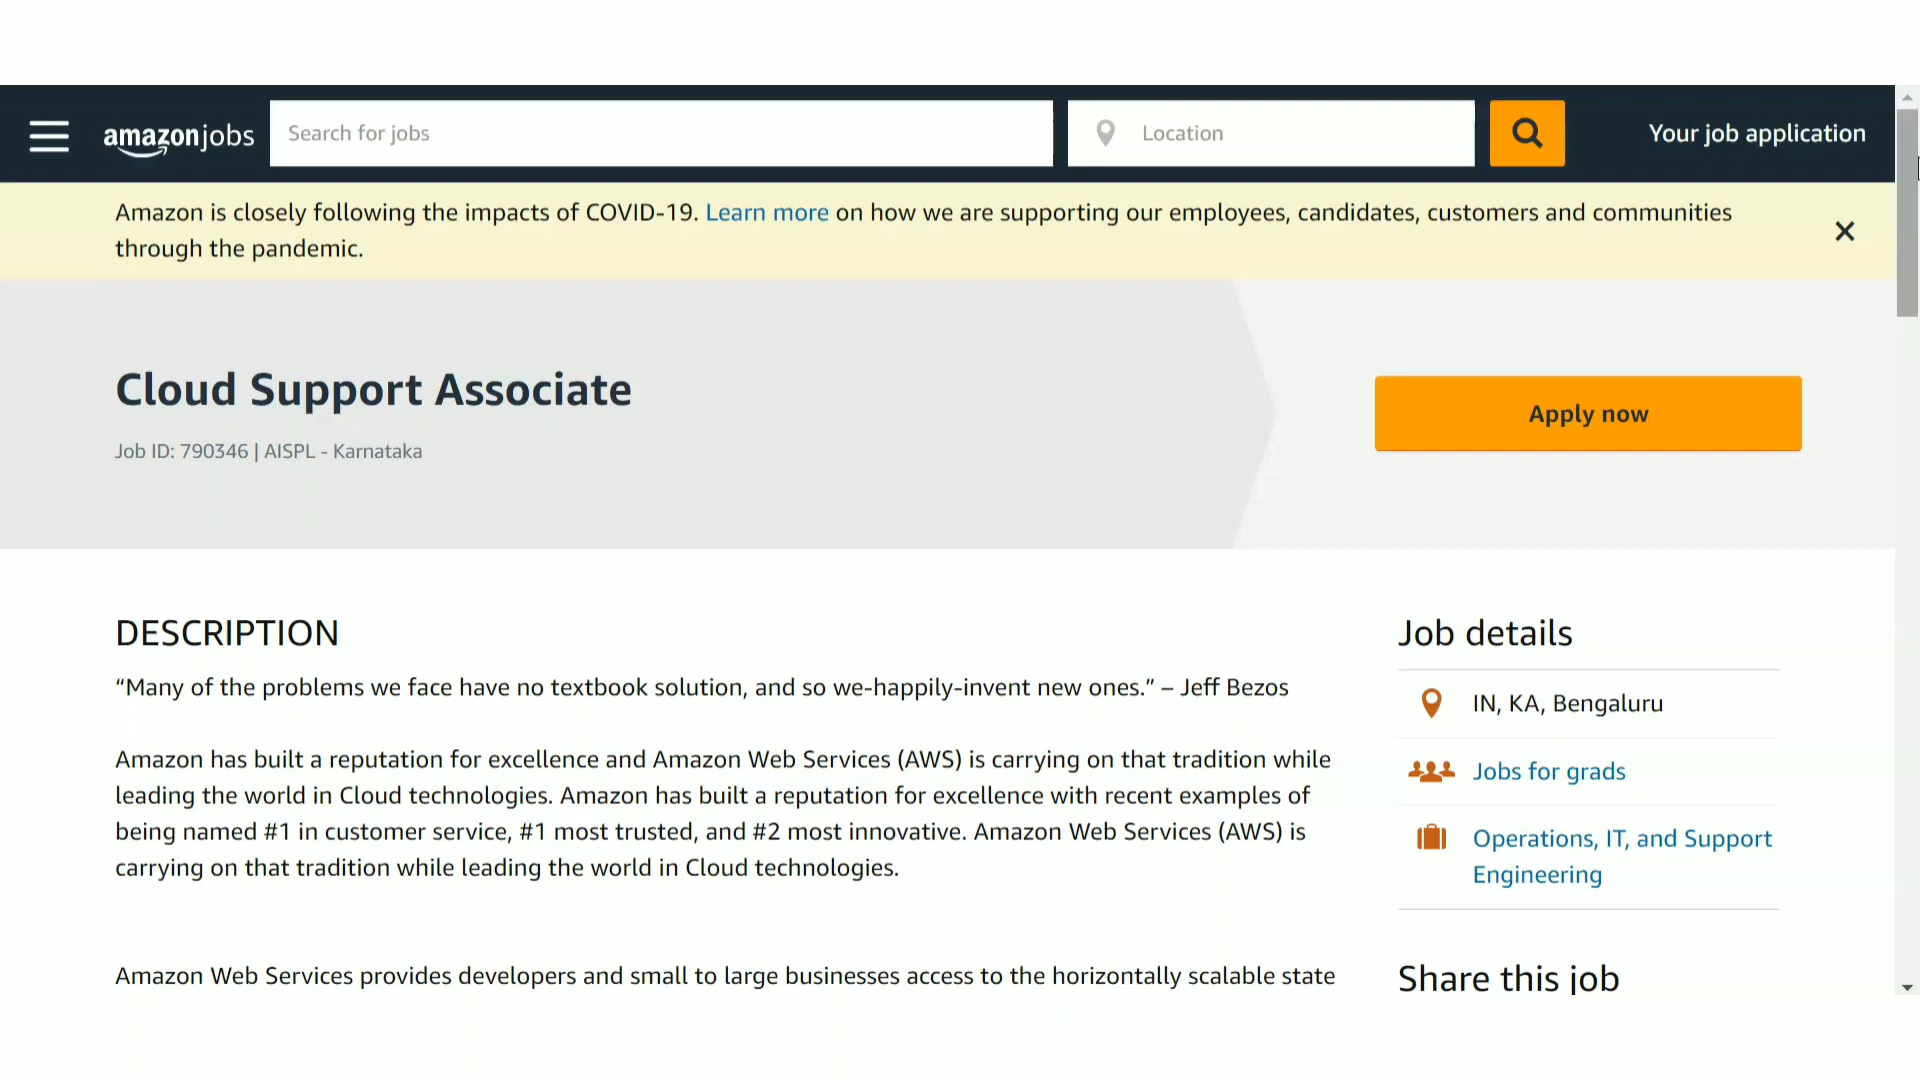 amazonjobs
Search for jobs
Location
Your job application
Amazon is closely following the impacts of COVID-19. Learn more on how we are supporting our employees, candidates, customers and communities
through the pandemic.
Cloud Support Associate
Job ID: 790346 | AISPL - Karnataka
Apply now
DESCRIPTION
“Many of the problems we face have no textbook solution, and so we-happily-invent new ones.” – Jeff Bezos
Amazon has built a reputation for excellence and Amazon Web Services (AWS) is carrying on that tradition while
leading the world in Cloud technologies. Amazon has built a reputation for excellence with recent examples of
being named #1 in customer service, #1 most trusted, and #2 most innovative. Amazon Web Services (AWS) is
carrying on that tradition while leading the world in Cloud technologies.
Amazon Web Services provides developers and small to large businesses access to the horizontally scalable state
Job details
IN, KA, Bengaluru
Jobs for grads
Operations, IT, and Support
Engineering
Share this job